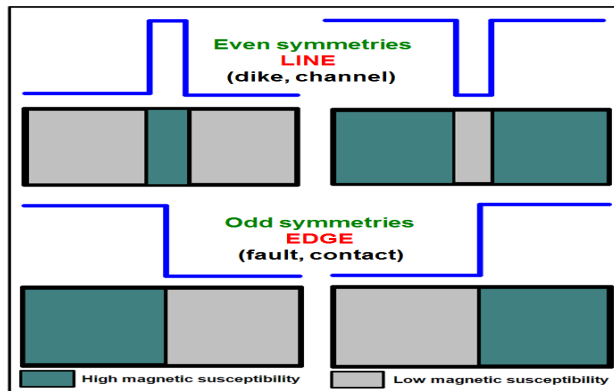 Even symmetries
LINE
(dike, channel)
Odd symmetries
EDGE
(fault, contact)
High magnetic susceptibility
Low magnetic susceptibility